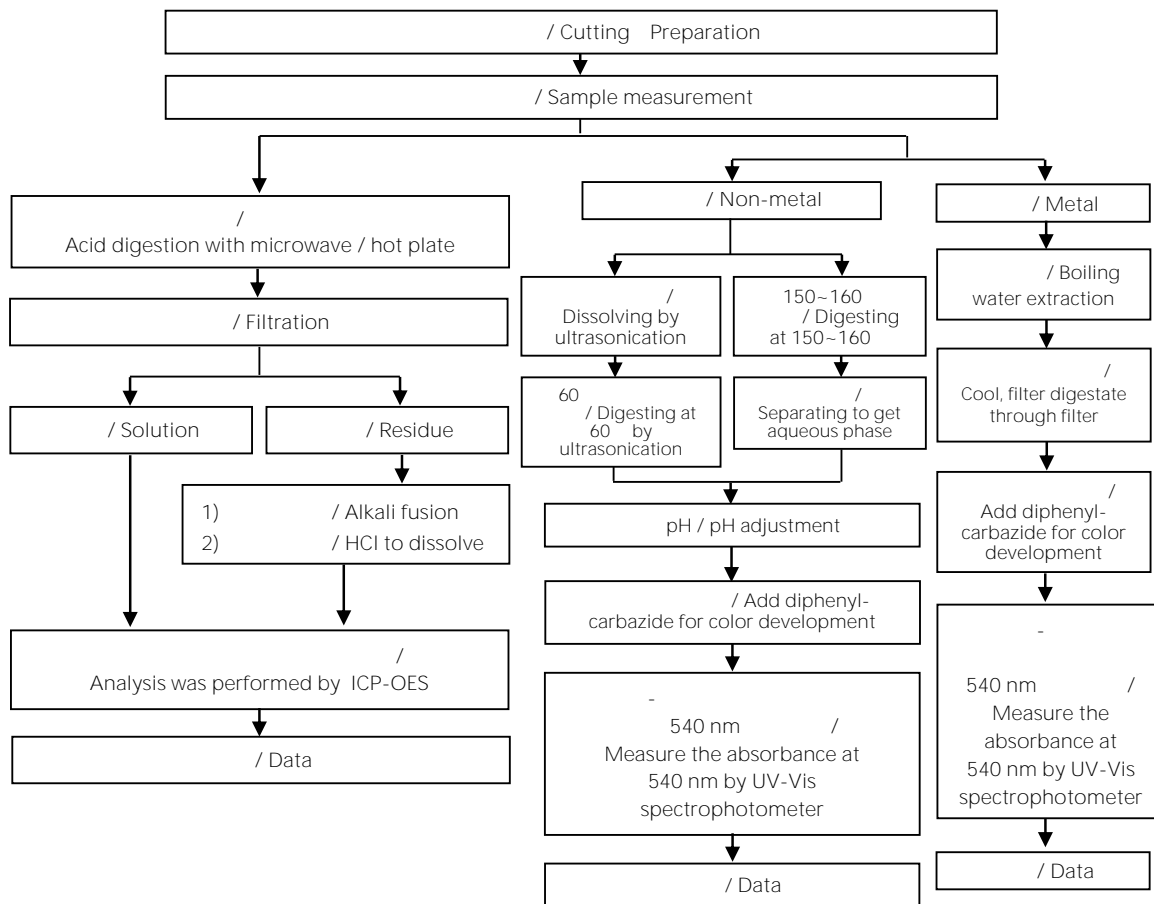 / Cutting Preparation
/ Sample measurement
/
Acid digestion with microwave / hot plate
/ Filtration
/ Solution
/ Residue
1) / Alkali fusion
2) / HCl to dissolve
/
Analysis was performed by ICP-OES
/ Data
/ Non-metal
/
Dissolving by
ultrasonication
60
/ Digesting at
60 by
ultrasonication
150~160
/ Digesting
at 150~160
/
Separating to get
aqueous phase
pH / pH adjustment
/ Add diphenyl-
carbazide for color development
-
540 nm /
Measure the absorbance at
540 nm by UV-Vis
spectrophotometer
/ Data
/ Metal
/ Boiling
water extraction
/
Cool, filter digestate
through filter
/
Add diphenyl-
carbazide for color
development
-
540 nm /
Measure the
absorbance at
540 nm by UV-Vis
spectrophotometer
/ Data